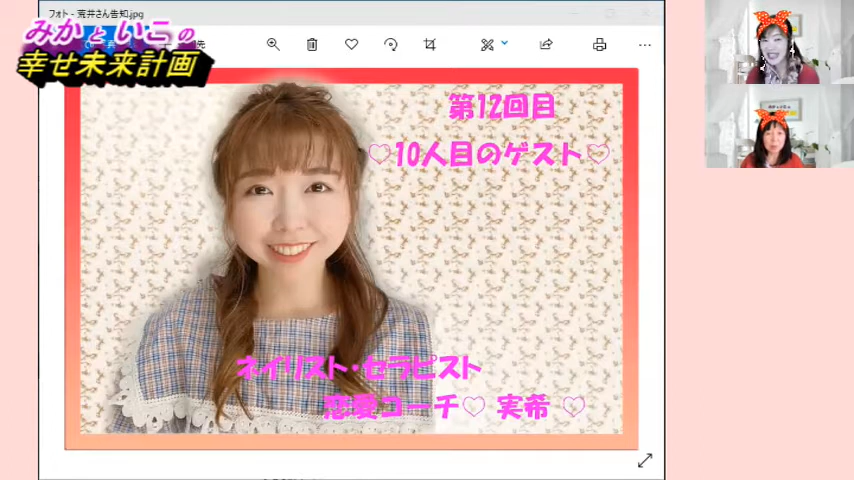 フォト - 荒井さん告知.jpg
みかといこの
幸せ未来計画
第12回目
♡10人目のゲスト♡
ネイリスト・セラピスト
恋愛コーチ♡ 実希 ♡